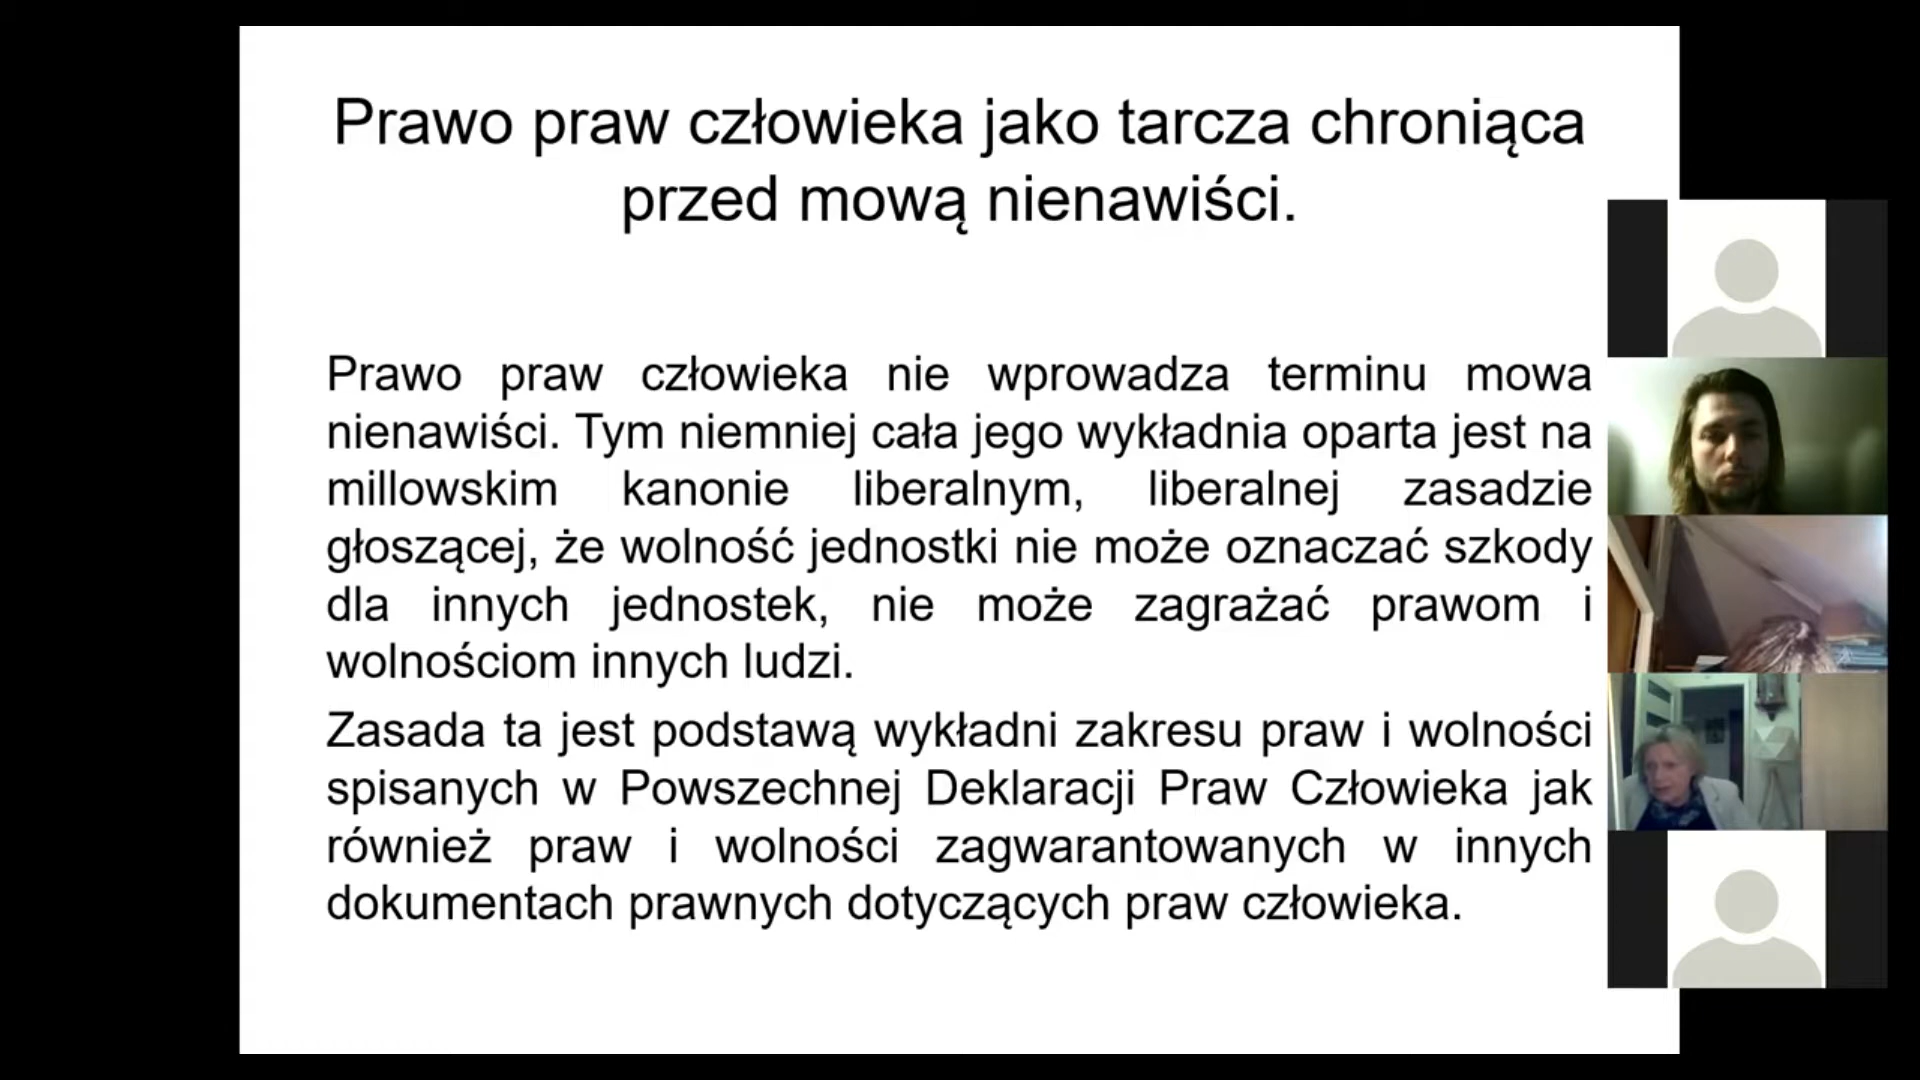 Prawo praw człowieka jako tarcza chroniąca
przed mową nienawiści.
Prawo praw człowieka nie wprowadza terminu mowa
nienawiści. Tym niemniej cała jego wykładnia oparta jest na
millowskim kanonie liberalnym, liberalnej zasadzie
głoszącej, że wolność jednostki nie może oznaczać szkody
dla innych jednostek, nie może zagrażać prawom i
wolnościom innych ludzi.
Zasada ta jest podstawą wykładni zakresu praw i wolności
spisanych w Powszechnej Deklaracji Praw Człowieka jak
również praw i wolności zagwarantowanych w innych
dokumentach prawnych dotyczących praw człowieka.